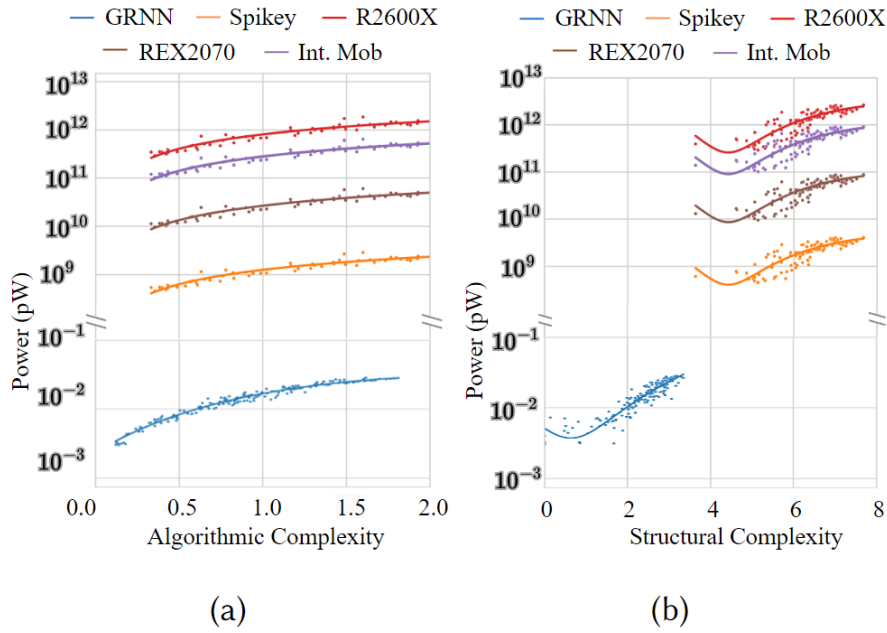 GRNN Spikey R2600X
REX2070 Int. Mob
10^13
10^12
10^11
10^10
10^9
10^-1
10^-2
10^-3
Power (pW)
0.0 0.5 1.0 1.5 2.0
Algorithmic Complexity
(a)
GRNN Spikey R2600X
REX2070 Int. Mob
10^13
10^12
10^11
10^10
10^9
10^-1
10^-2
10^-3
Power (pW)
0 2 4 6 8
Structural Complexity
(b)